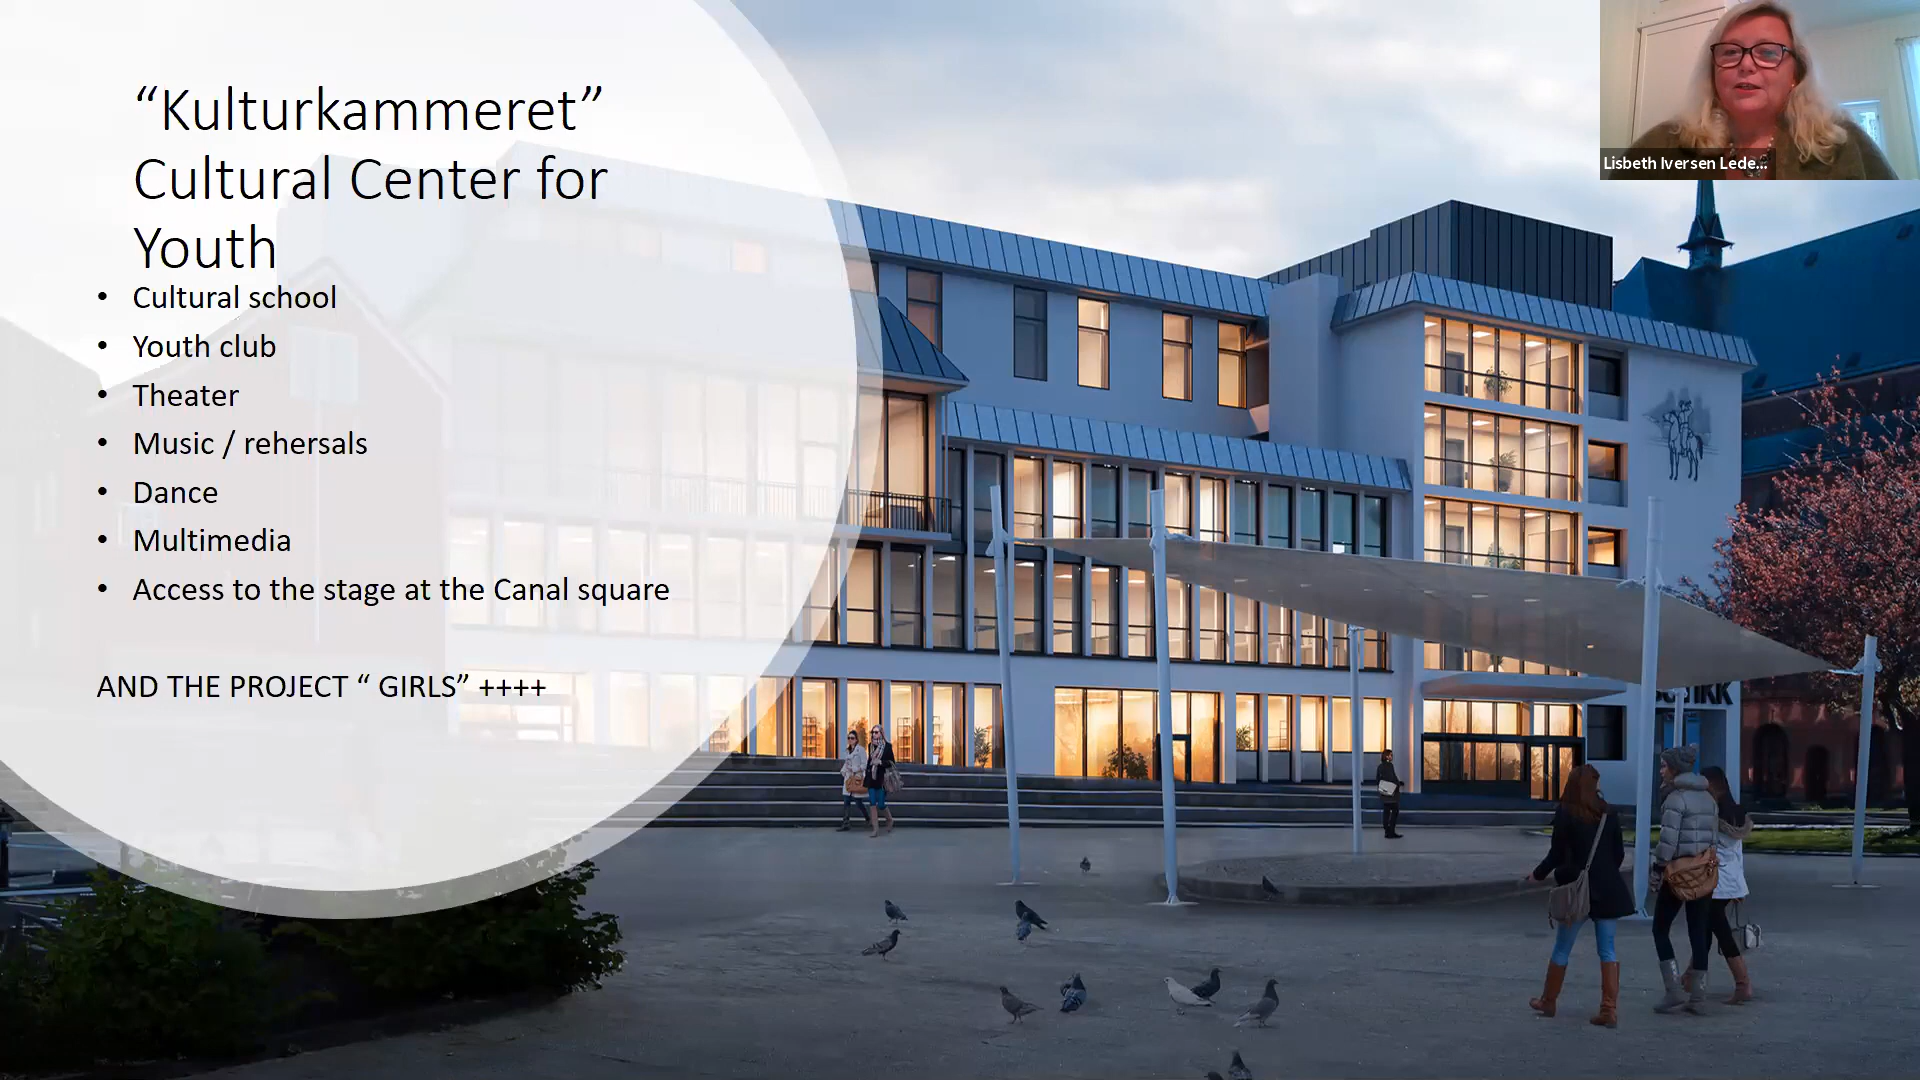 “Kulturkammeret”
Cultural Center for
Youth
• Cultural school
• Youth club
• Theater
• Music / rehersals
• Dance
• Multimedia
• Access to the stage at the Canal square
AND THE PROJECT “ GIRLS” ++++
Lisbeth Iversen Lede...